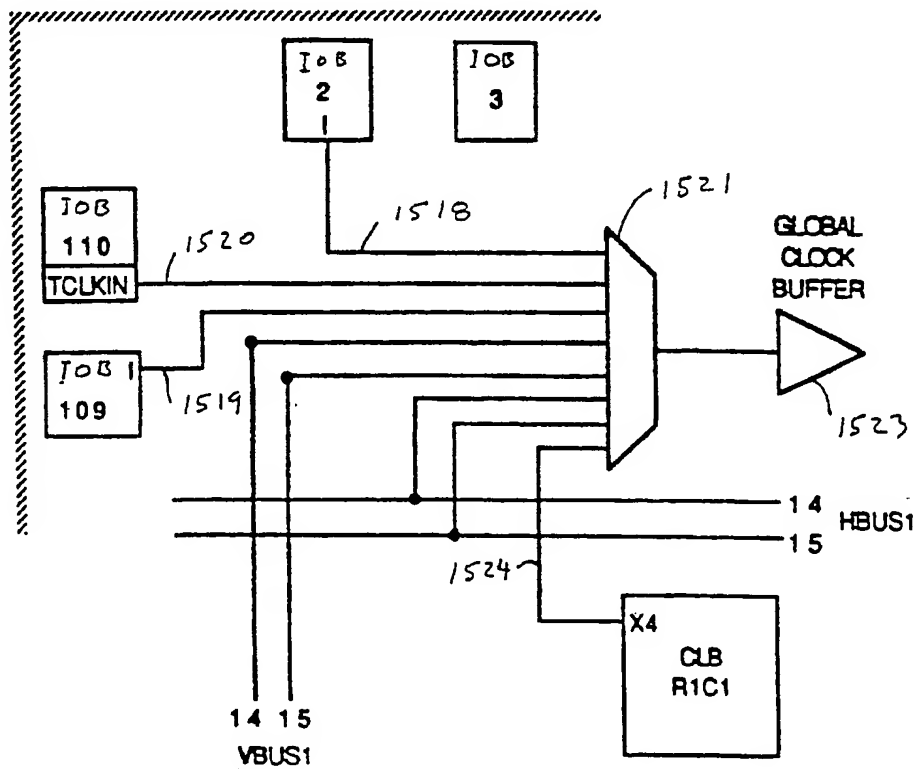 IOB
2
I
IOB
3
1518
1521
GLOBAL
CLOCK
BUFFER
IOB
110
TCLKIN
1520
IOB I
109
1519
1523
14
HBUS1
15
1524
X4
CLB
R1C1
14 15
VBUS1